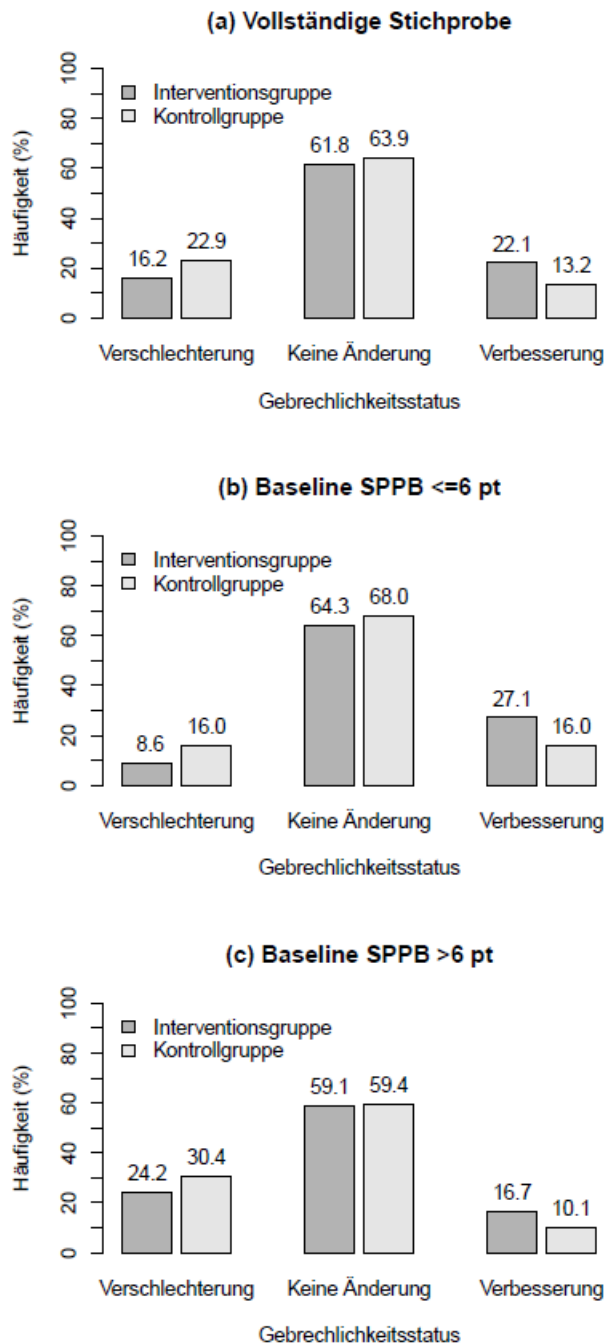 (a) Vollständige Stichprobe
Häufigkeit (%)
100
80
60
40
20
0
Interventionsgruppe
Kontrollgruppe
16.2 22.9 61.8 63.9 22.1 13.2
Verschlechterung Keine Änderung Verbesserung
Gebrechlichkeitsstatus
(b) Baseline SPPB <=6 pt
Häufigkeit (%)
100
80
60
40
20
0
Interventionsgruppe
Kontrollgruppe
8.6 16.0 64.3 68.0 27.1 16.0
Verschlechterung Keine Änderung Verbesserung
Gebrechlichkeitsstatus
(c) Baseline SPPB >6 pt
Häufigkeit (%)
100
80
60
40
20
0
Interventionsgruppe
Kontrollgruppe
24.2 30.4 59.1 59.4 16.7 10.1
Verschlechterung Keine Änderung Verbesserung
Gebrechlichkeitsstatus